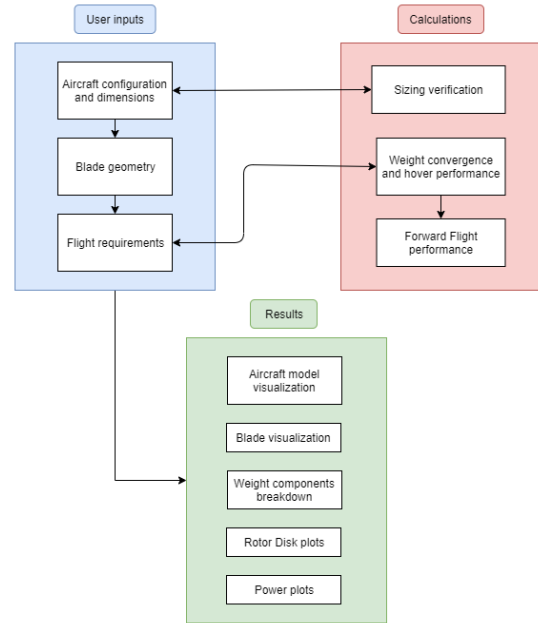 User inputs
Calculations
Aircraft configuration
and dimensions
Sizing verification
Blade geometry
Weight convergence
and hover performance
Flight requirements
Forward Flight
performance
Results
Aircraft model
visualization
Blade visualization
Weight components
breakdown
Rotor Disk plots
Power plots